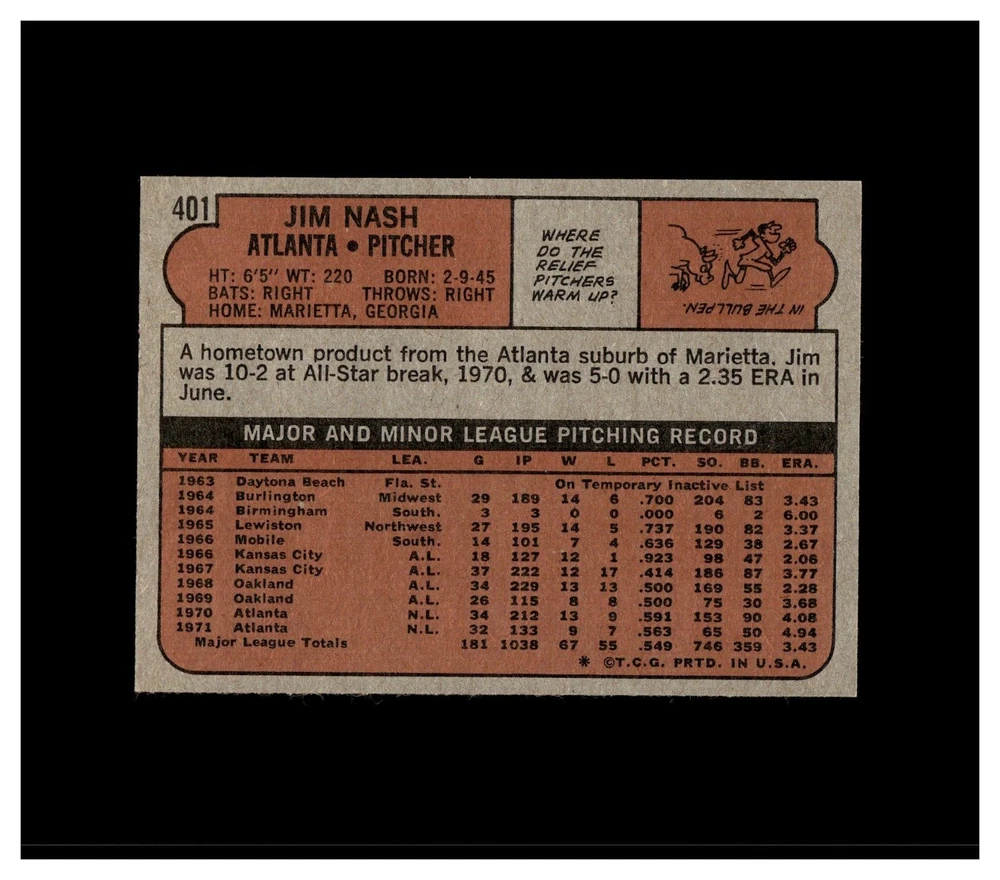 401
JIM NASH
ATLANTA • PITCHER
HT: 6'5" WT: 220 BORN: 2-9-45
BATS: RIGHT THROWS: RIGHT
HOME: MARIETTA, GEORGIA
WHERE
DO THE
RELIEF
PITCHERS
WARM UP?
IN THE BULLPEN.
A hometown product from the Atlanta suburb of Marietta. Jim
was 10-2 at All-Star break, 1970, & was 5-0 with a 2.35 ERA in
June.
MAJOR AND MINOR LEAGUE PITCHING RECORD
YEAR TEAM LEA. G IP W L PCT. SO. BB. ERA.
1963 Daytona Beach Fla. St. On Temporary Inactive List
1964 Burlington Midwest 29 189 14 6 .700 204 83 3.43
1964 Birmingham South. 3 3 0 0 .000 6 2 6.00
1965 Lewiston Northwest 27 195 14 5 .737 190 82 3.37
1966 Mobile South. 14 101 7 4 .636 129 38 2.67
1966 Kansas City A.L. 18 127 12 1 .923 98 47 2.06
1967 Kansas City A.L. 37 222 12 17 .414 186 87 3.77
1968 Oakland A.L. 34 229 13 13 .500 169 55 2.28
1969 Oakland A.L. 26 115 8 8 .500 75 30 3.68
1970 Atlanta N.L. 34 212 13 9 .591 153 90 4.08
1971 Atlanta N.L. 32 133 9 7 .563 65 50 4.94
Major League Totals 181 1038 67 55 .549 746 359 3.43
* ©T.C.G. PRTD. IN U.S.A.